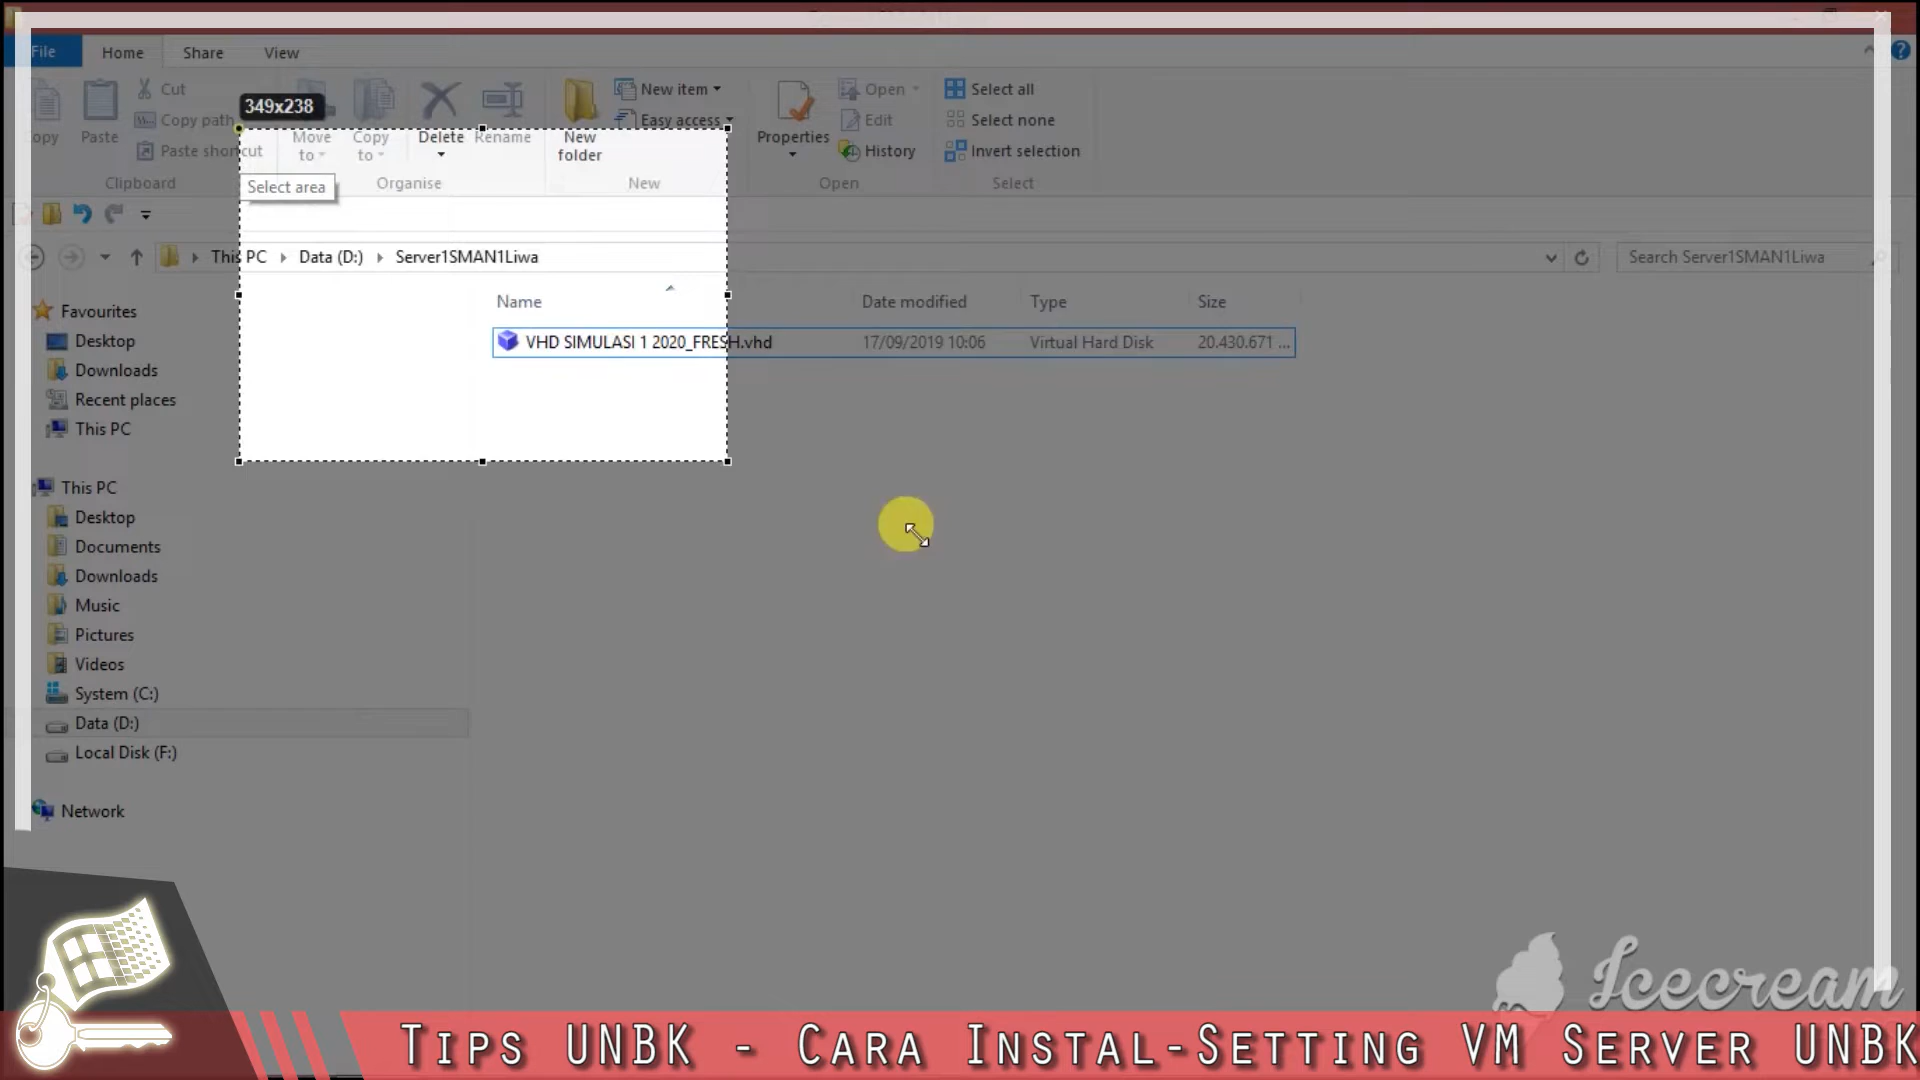 File
Home
Share
View
opy
Paste
Cut
Copy path
Paste shortcut
Clipboard
349x238
Move to
Copy to
Delete
Rename
Organise
Select area
New folder
New item
Easy access
New
Properties
Open
Edit
History
Open
Select all
Select none
Invert selection
Select
This PC
Data (D:)
Server1SMAN1Liwa
Search Server1SMAN1Liwa
Name
Date modified
Type
Size
VHD SIMULASI 1 2020_FRESH.vhd
17/09/2019 10:06
Virtual Hard Disk
20.430.671 ...
Favourites
Desktop
Downloads
Recent places
This PC
This PC
Desktop
Documents
Downloads
Music
Pictures
Videos
System (C:)
Data (D:)
Local Disk (F:)
Network
Icecream
Tips UNBK - Cara Instal-Setting VM Server UNBK